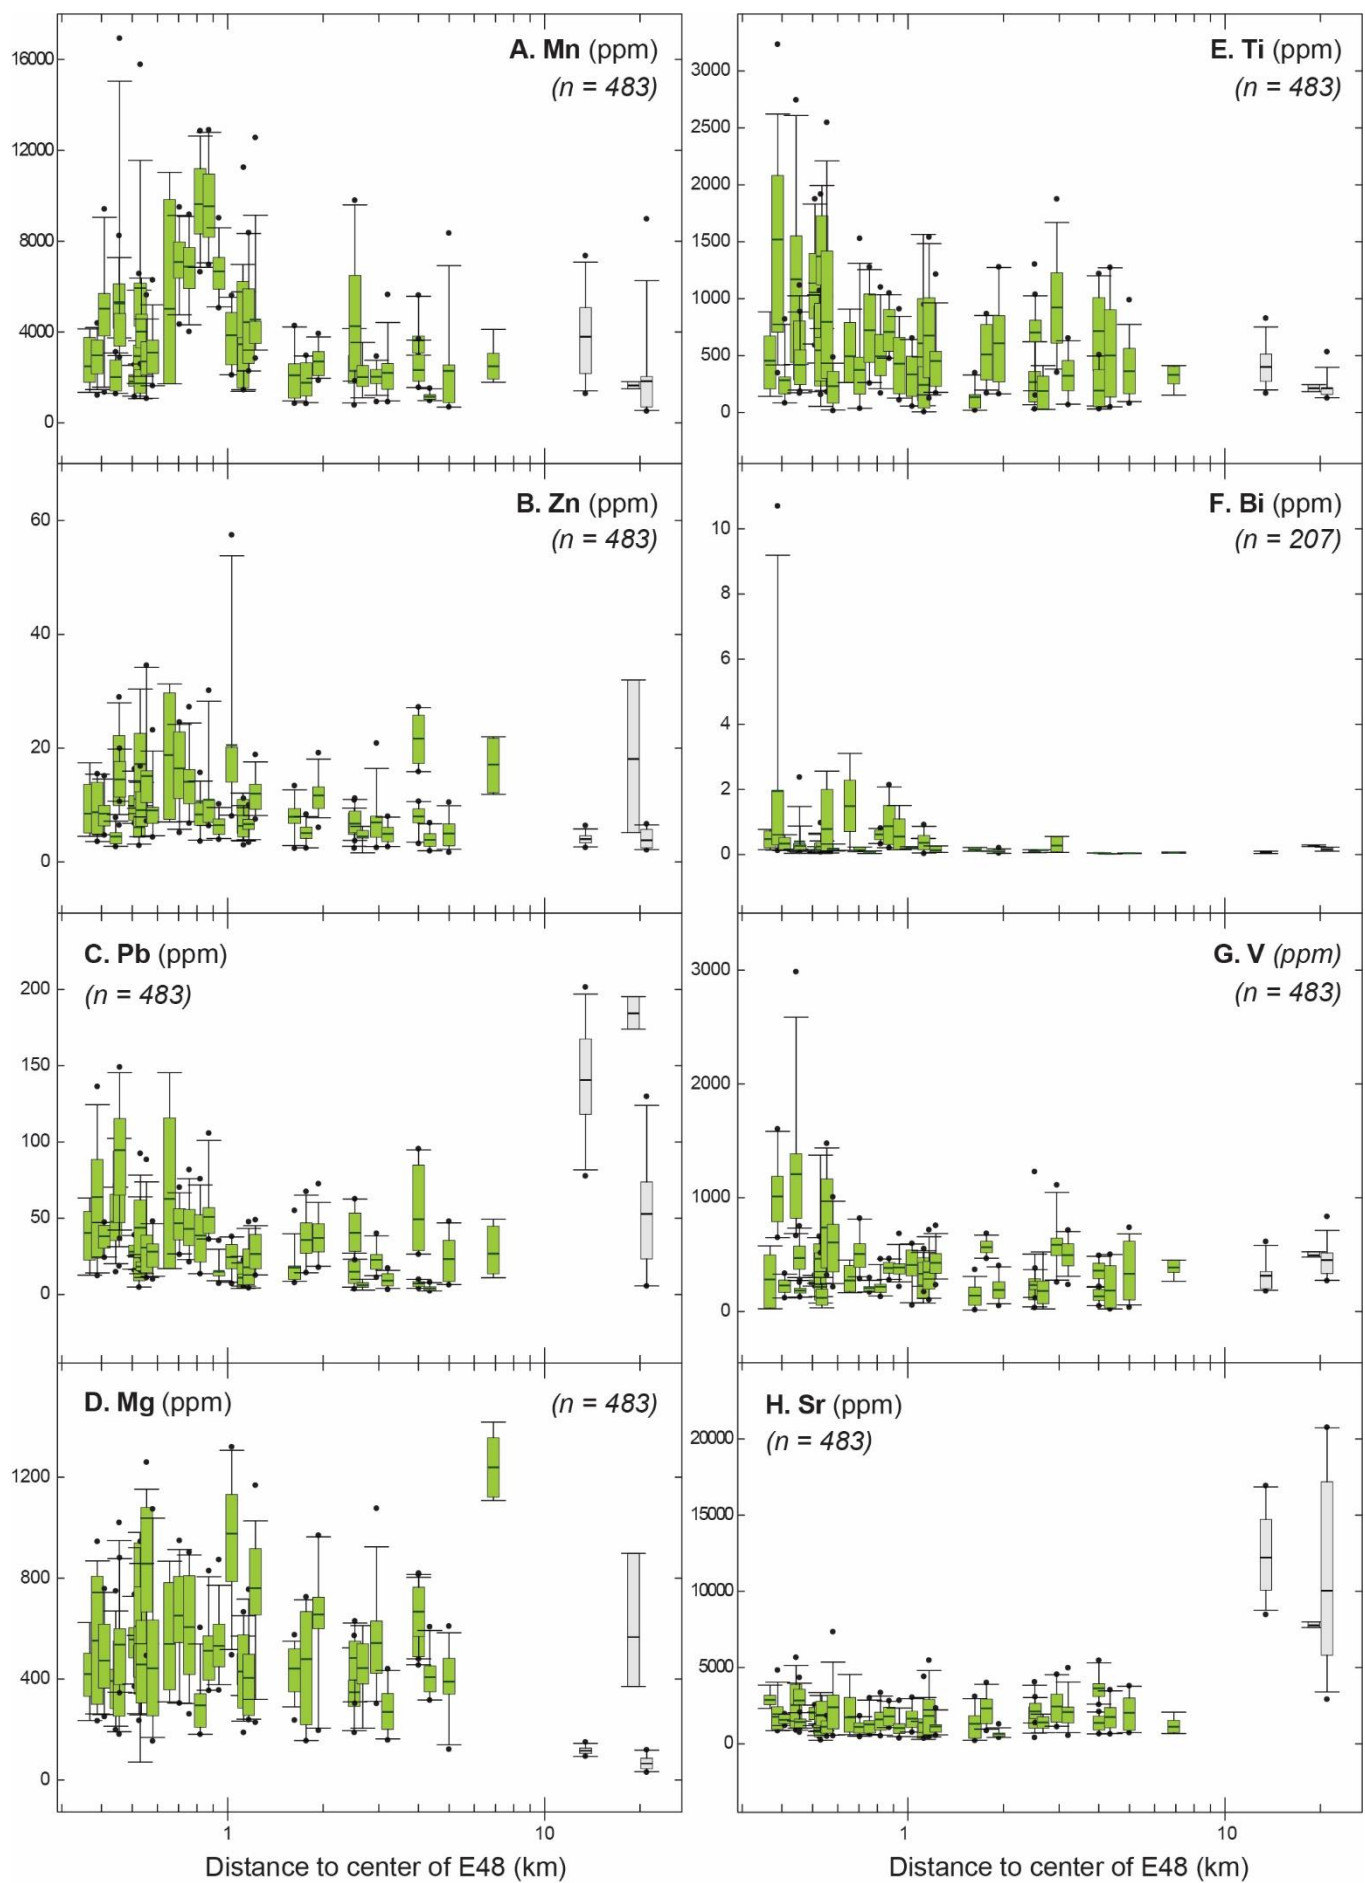 A. Mn (ppm)
(n = 483)
16000
12000
8000
4000
0
B. Zn (ppm)
(n = 483)
60
40
20
0
C. Pb (ppm)
(n = 483)
200
150
100
50
0
D. Mg (ppm)
(n = 483)
1200
800
400
0
1
10
Distance to center of E48 (km)
E. Ti (ppm)
(n = 483)
3000
2500
2000
1500
1000
500
0
F. Bi (ppm)
(n = 207)
10
8
6
4
2
0
G. V (ppm)
(n = 483)
3000
2000
1000
0
H. Sr (ppm)
(n = 483)
20000
15000
10000
5000
0
1
10
Distance to center of E48 (km)